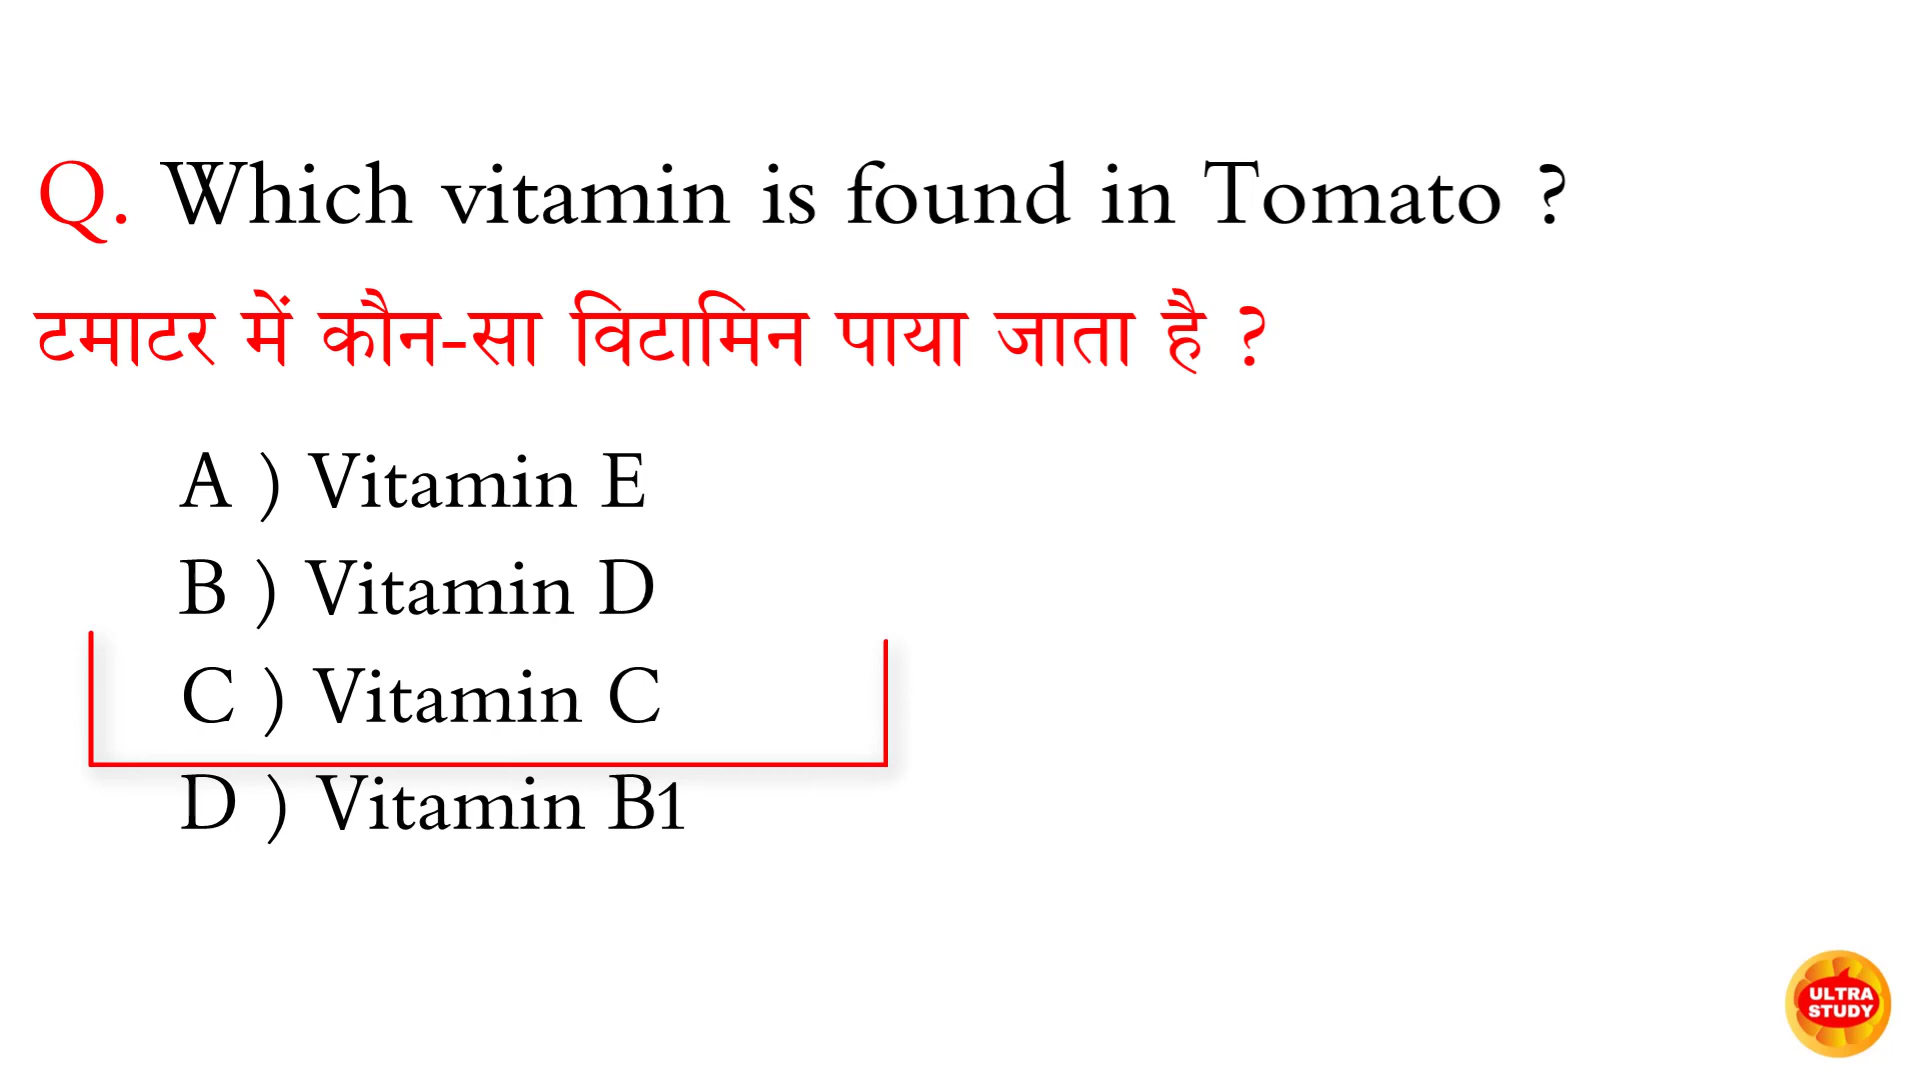 Q. Which vitamin is found in Tomato ?
टमाटर में कौन-सा विटामिन पाया जाता है ?
A ) Vitamin E
B ) Vitamin D
C ) Vitamin C
D ) Vitamin B1
ULTRA
STUDY